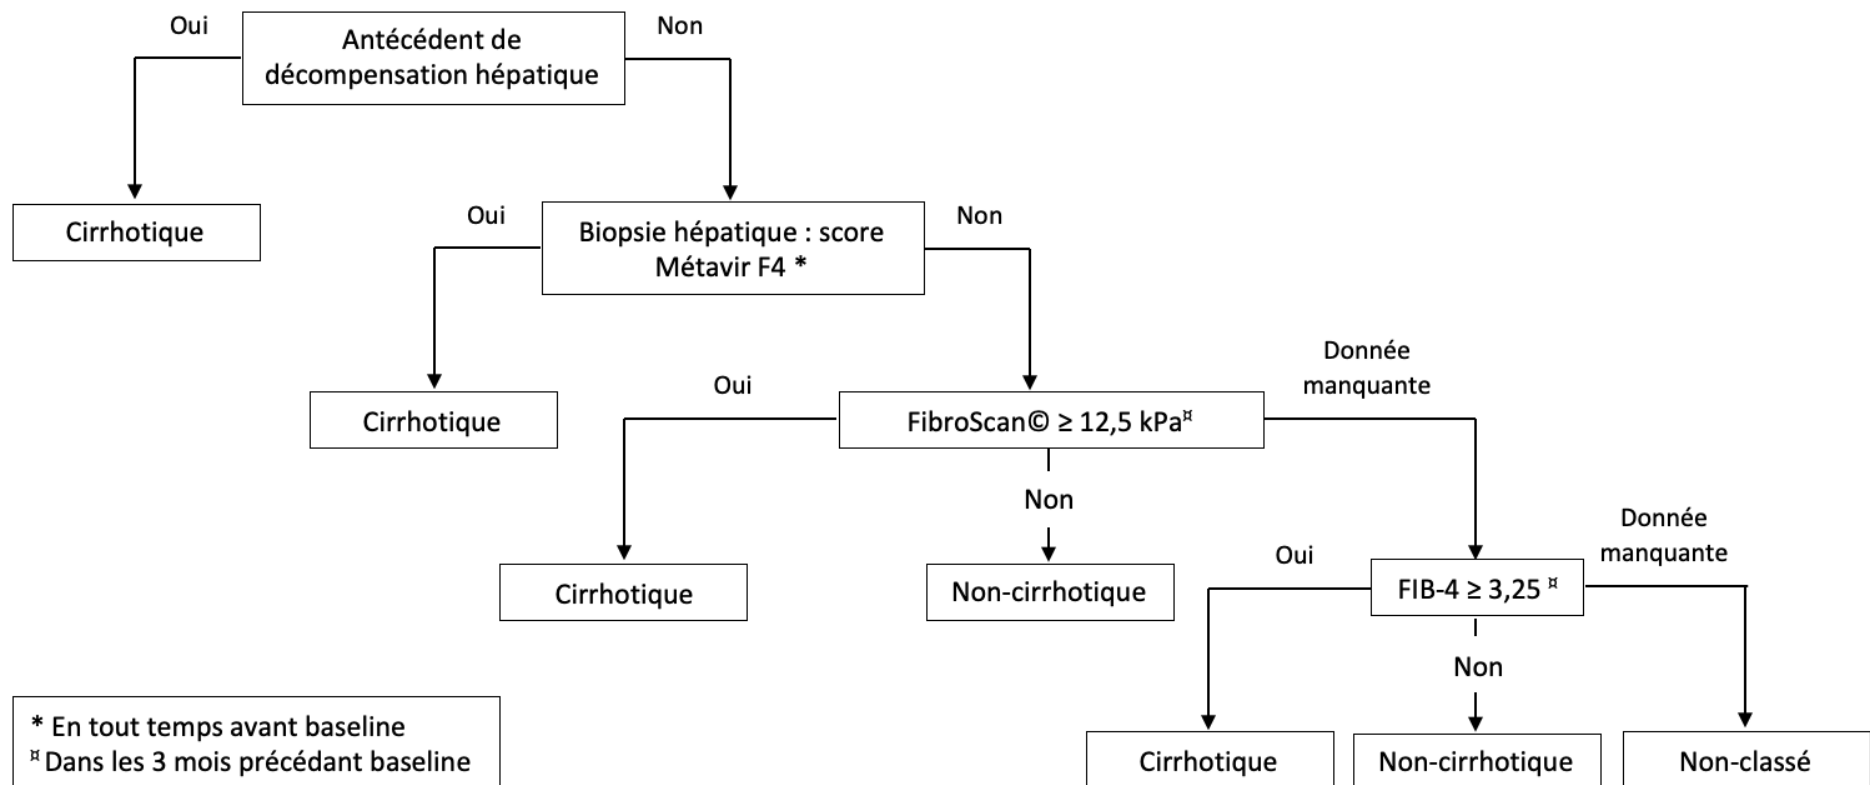 Oui
Antécédent de
décompensation hépatique
Non
Cirrhotique
Oui
Biopsie hépatique : score
Métavir F4 *
Non
Cirrhotique
Oui
FibroScan© ≥ 12,5 kPa¤
Donnée
manquante
Non
Cirrhotique
Non-cirrhotique
Oui
FIB-4 ≥ 3,25 ¤
Donnée
manquante
Non
Cirrhotique
Non-cirrhotique
Non-classé
* En tout temps avant baseline
¤ Dans les 3 mois précédant baseline